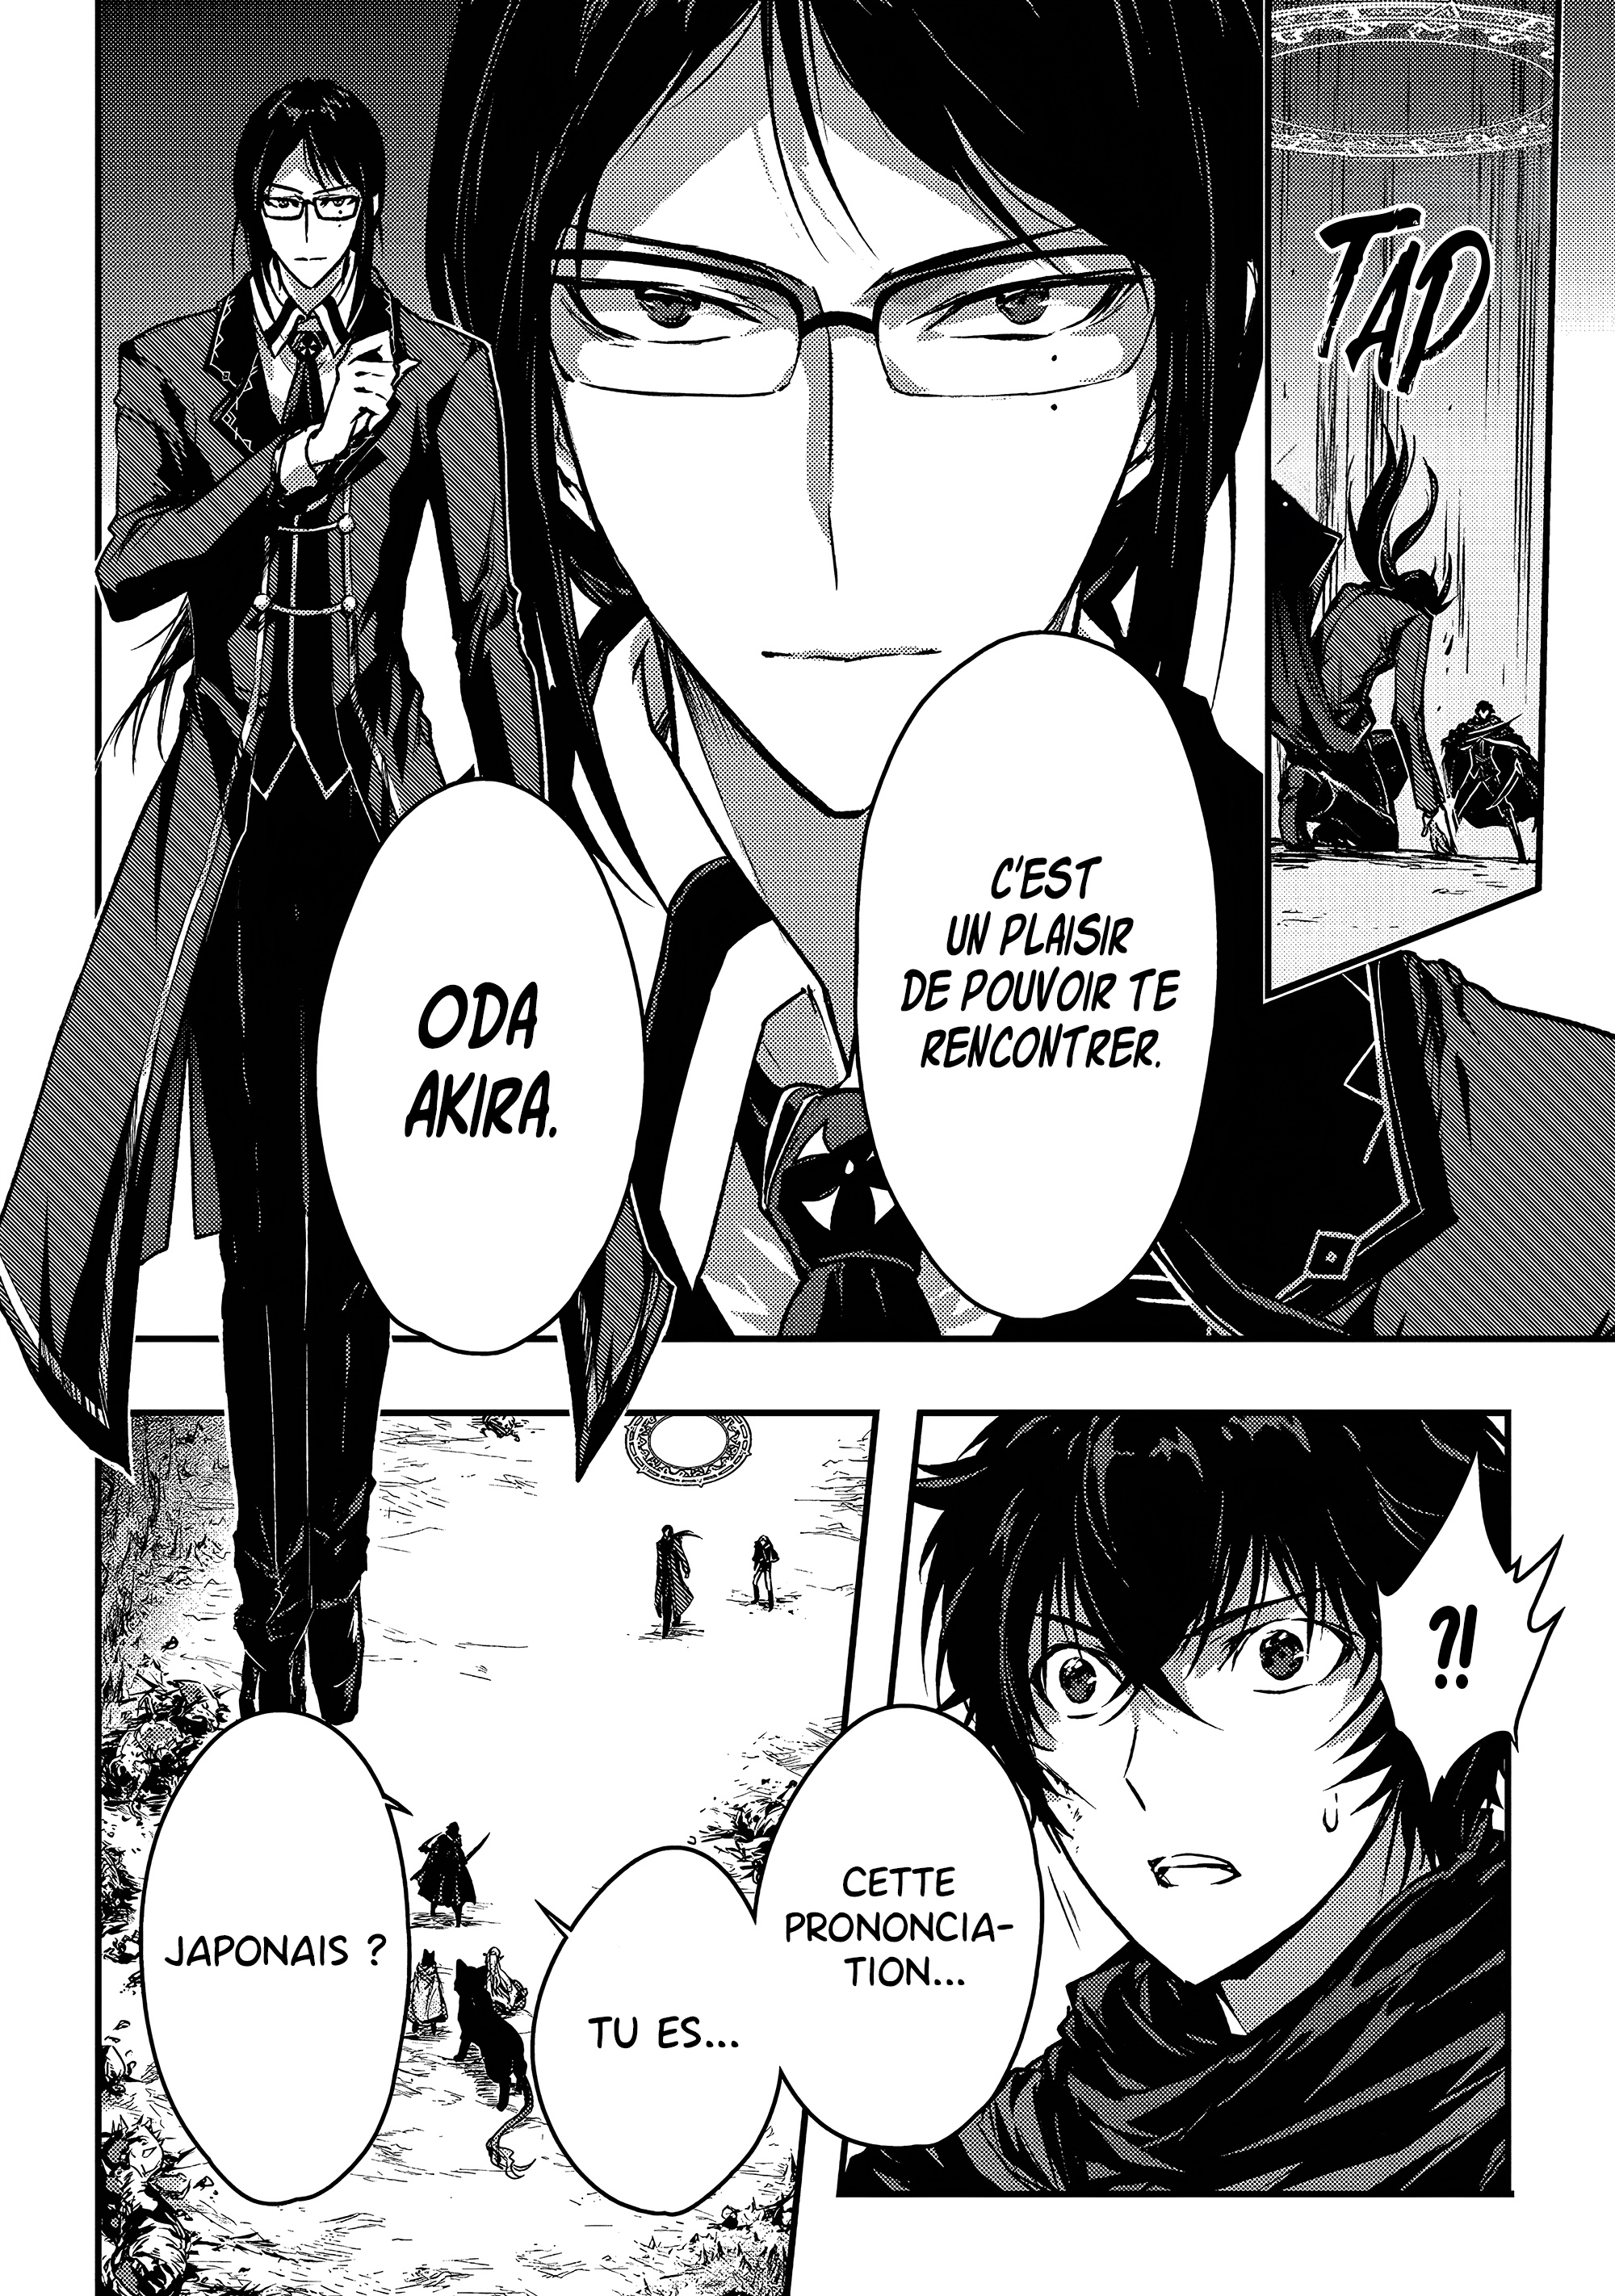 TAP
C'EST
UN PLAISIR
DE POUVOIR TE
RENCONTRER.
ODA
AKIRA.
?!
CETTE
PRONONCIA-
TION...
TU ES...
JAPONAIS ?